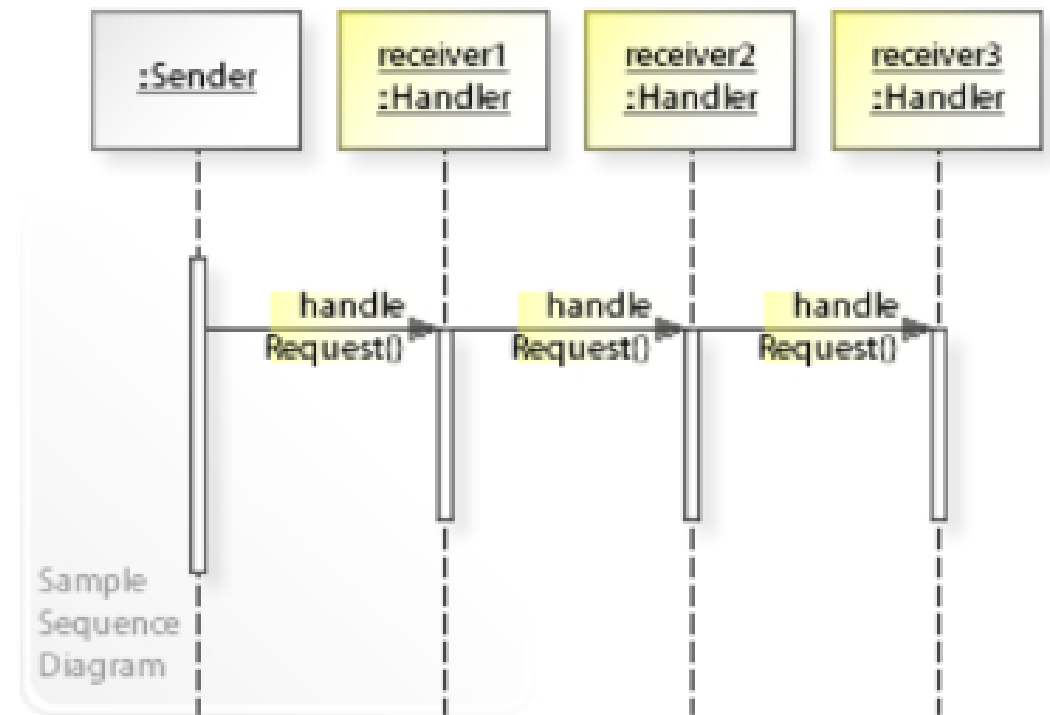 :Sender
receiver1
:Handler
receiver2
:Handler
receiver3
:Handler
handle
Request()
handle
Request()
handle
Request()
Sample
Sequence
Diagram